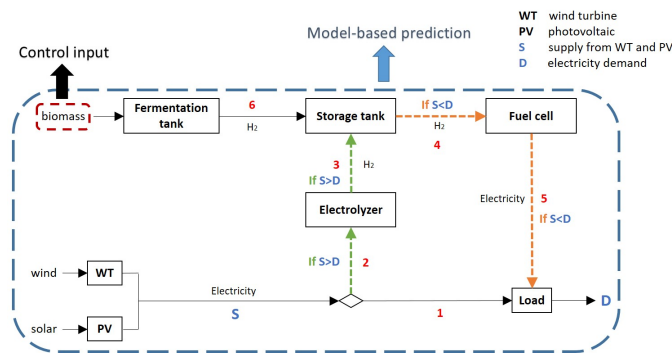 WT wind turbine
PV photovoltaic
S supply from WT and PV
D electricity demand
Control input
Model-based prediction
biomass
Fermentation
tank
6
H₂
Storage tank
If S<D
H₂
4
Fuel cell
3
H₂
If S>D
Electrolyzer
Electricity
5
If S<D
If S>D
2
wind
WT
Electricity
S
solar
PV
1
Load
D